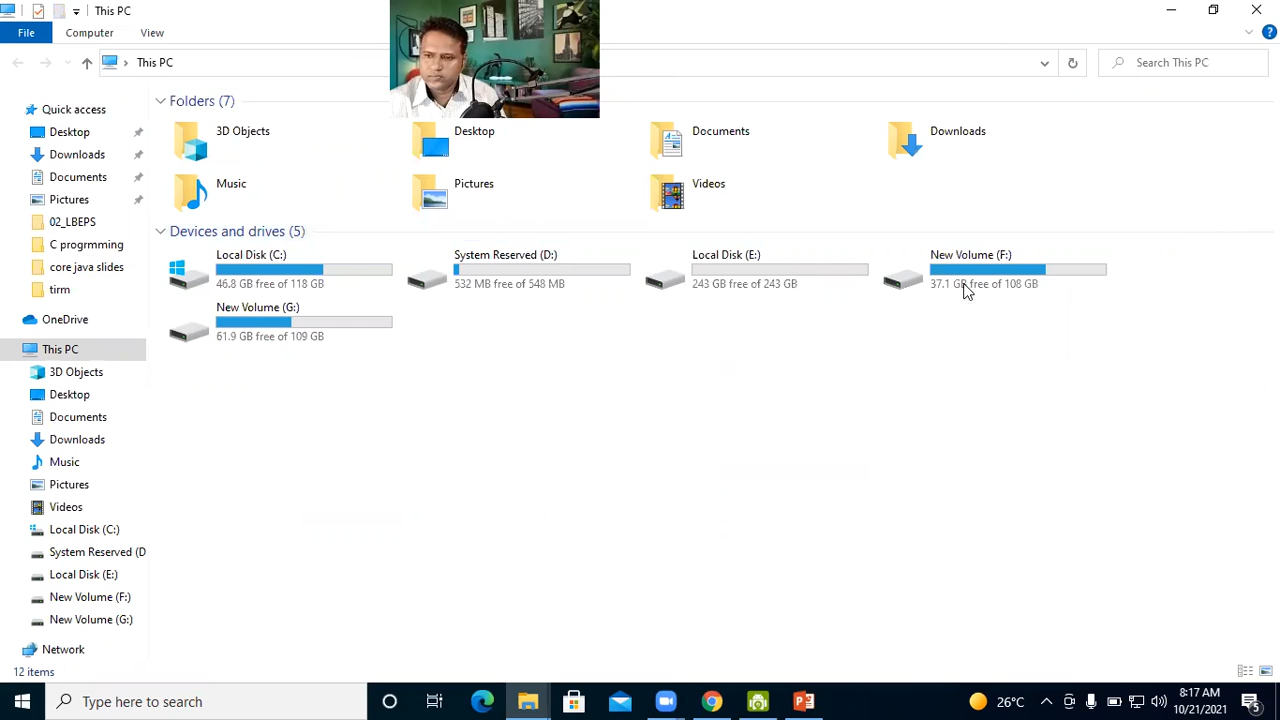 This PC
File
Computer
View
This PC
Search This PC
Quick access
Desktop
Downloads
Documents
Pictures
02_LBEPS
C progrmming
core java slides
tirm
OneDrive
This PC
3D Objects
Desktop
Documents
Downloads
Music
Pictures
Videos
Local Disk (C:)
System Reserved (D
Local Disk (E:)
New Volume (F:)
New Volume (G:)
Network
Folders (7)
3D Objects
Desktop
Documents
Downloads
Music
Pictures
Videos
Devices and drives (5)
Local Disk (C:)
46.8 GB free of 118 GB
System Reserved (D:)
532 MB free of 548 MB
Local Disk (E:)
243 GB free of 243 GB
New Volume (F:)
37.1 GB free of 108 GB
New Volume (G:)
61.9 GB free of 109 GB
12 items
Type here to search
26°C
8:17 AM
10/21/2021
5